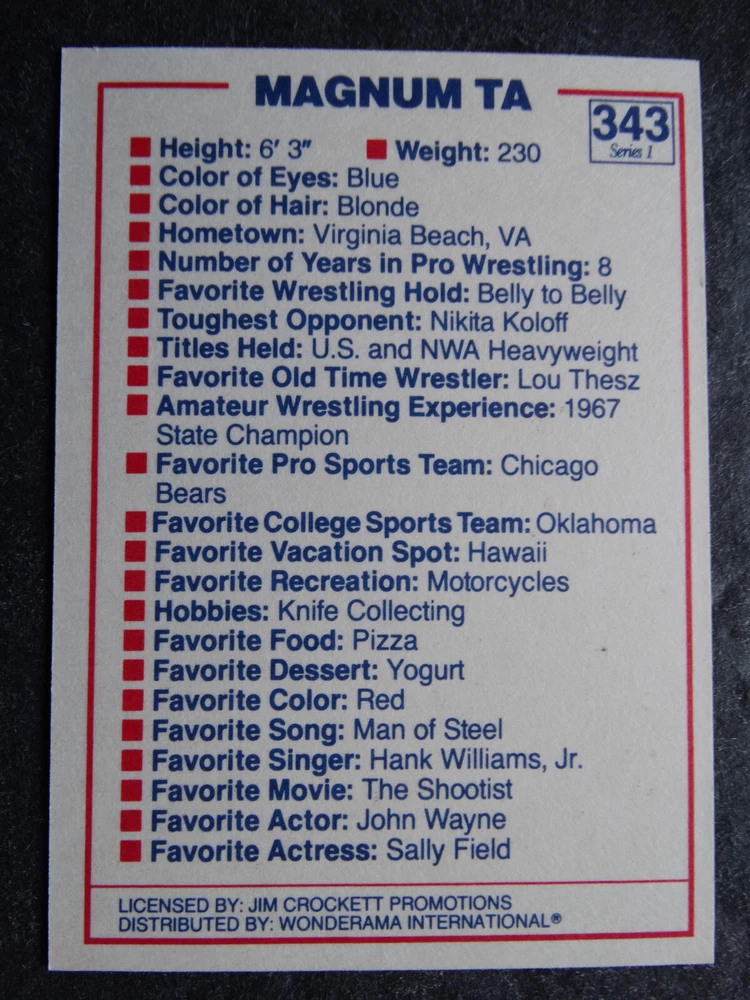 MAGNUM TA
343
Series 1
Height: 6' 3" Weight: 230
Color of Eyes: Blue
Color of Hair: Blonde
Hometown: Virginia Beach, VA
Number of Years in Pro Wrestling: 8
Favorite Wrestling Hold: Belly to Belly
Toughest Opponent: Nikita Koloff
Titles Held: U.S. and NWA Heavyweight
Favorite Old Time Wrestler: Lou Thesz
Amateur Wrestling Experience: 1967
State Champion
Favorite Pro Sports Team: Chicago
Bears
Favorite College Sports Team: Oklahoma
Favorite Vacation Spot: Hawaii
Favorite Recreation: Motorcycles
Hobbies: Knife Collecting
Favorite Food: Pizza
Favorite Dessert: Yogurt
Favorite Color: Red
Favorite Song: Man of Steel
Favorite Singer: Hank Williams, Jr.
Favorite Movie: The Shootist
Favorite Actor: John Wayne
Favorite Actress: Sally Field
LICENSED BY: JIM CROCKETT PROMOTIONS
DISTRIBUTED BY: WONDERAMA INTERNATIONAL®